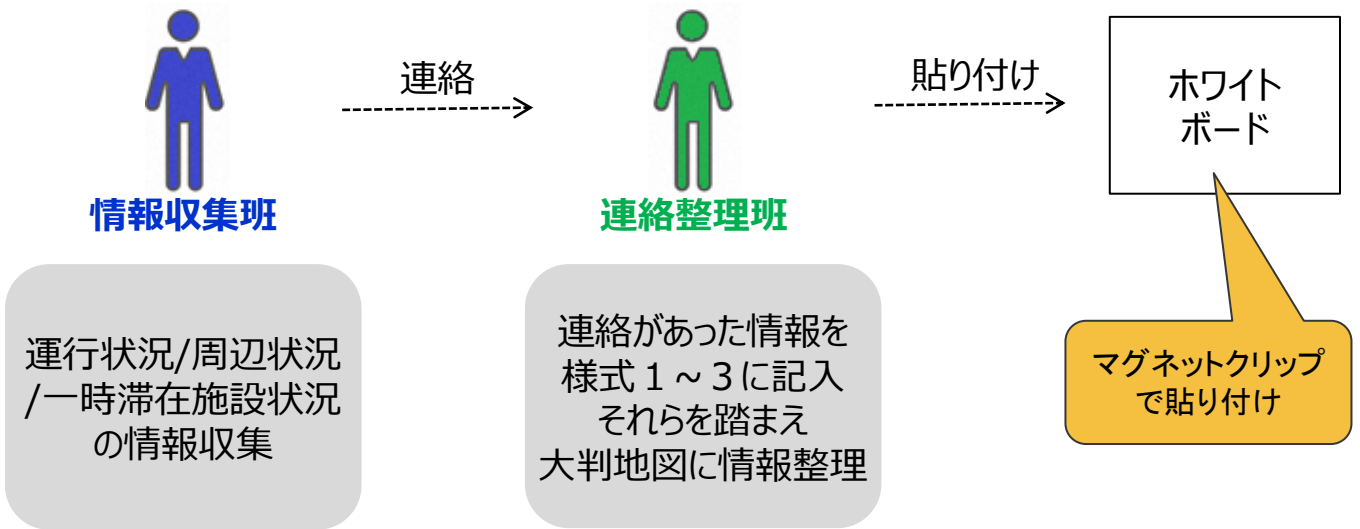 連絡
貼り付け
ホワイト
ボード
情報収集班
連絡整理班
運行状況/周辺状況
/一時滞在施設状況
の情報収集
連絡があった情報を
様式１~３に記入
それらを踏まえ
大判地図に情報整理
マグネットクリップ
で貼り付け